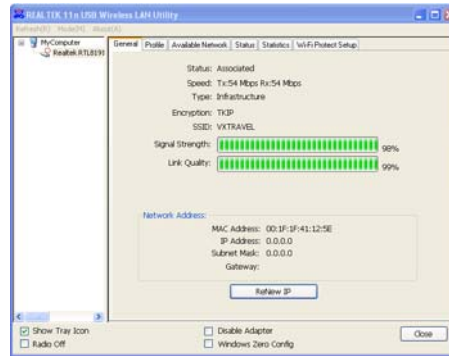 REALTEK 11n USB Wireless LAN Utility
Refresh(R) Mode(M) About(A)
MyComputer
Realtek RTL8191
General Profile Available Network Status Statistics Wi-Fi Protect Setup
Status: Associated
Speed: Tx:54 Mbps Rx:54 Mbps
Type: Infrastructure
Encryption: TKIP
SSID: VXTRAVEL
Signal Strength: 98%
Link Quality: 99%
Network Address:
MAC Address: 00:1F:1F:41:12:5E
IP Address: 0.0.0.0
Subnet Mask: 0.0.0.0
Gateway:
ReNew IP
Show Tray Icon
Radio Off
Disable Adapter
Windows Zero Config
Close